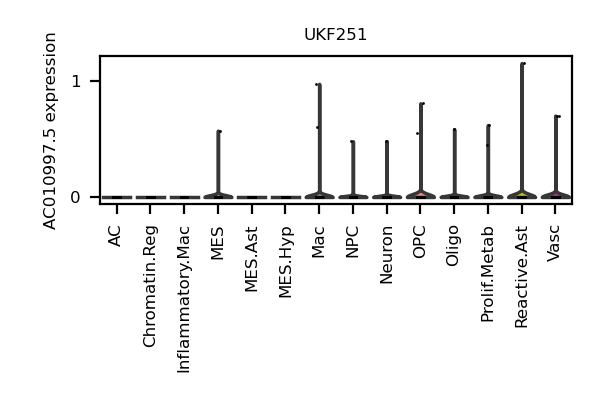 UKF251
AC010997.5 expression
1
0
AC
Chromatin.Reg
Inflammatory.Mac
MES
MES.Ast
MES.Hyp
Mac
NPC
Neuron
OPC
Oligo
Prolif.Metab
Reactive.Ast
Vasc